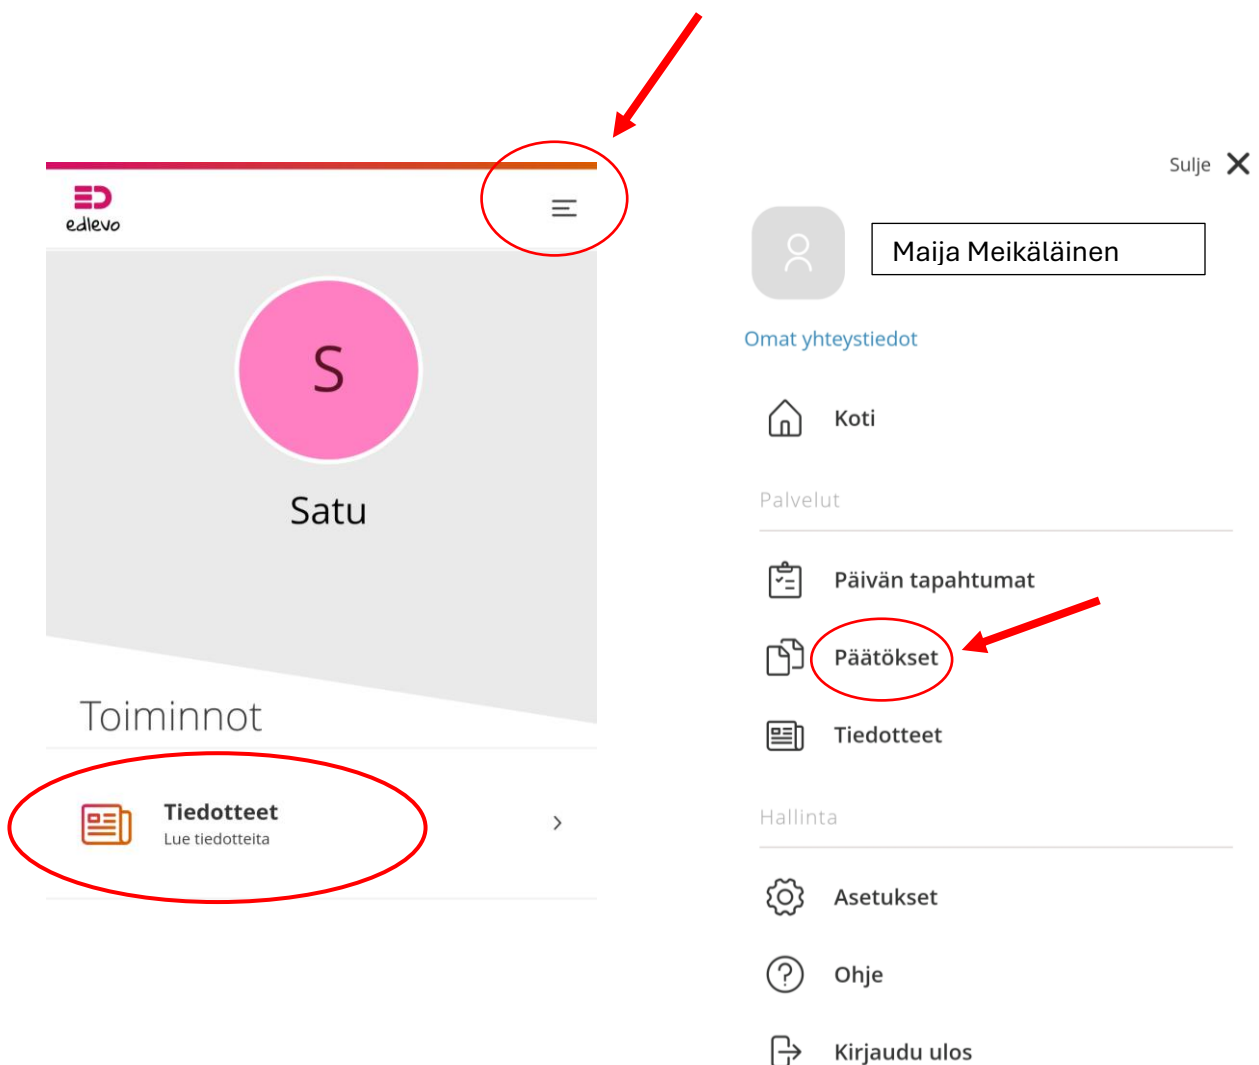 edlevo
S
Satu
Toiminnot
Tiedotteet
Lue tiedotteita
Sulje
Maija Meikäläinen
Omat yhteystiedot
Koti
Palvelut
Päivän tapahtumat
Päätökset
Tiedotteet
Hallinta
Asetukset
Ohje
Kirjaudu ulos